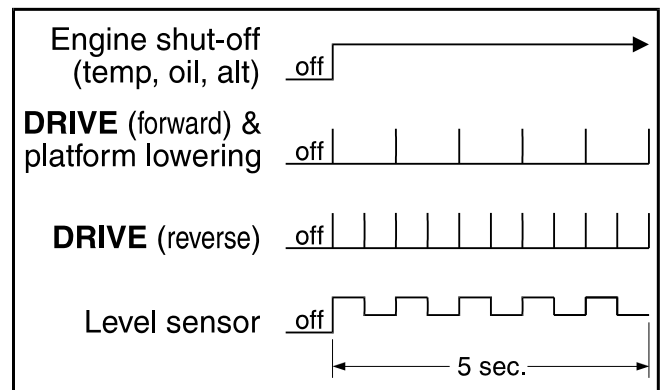 Engine shut-off
(temp, oil, alt)
off
DRIVE (forward) &
platform lowering
off
DRIVE (reverse)
off
Level sensor
off
5 sec.